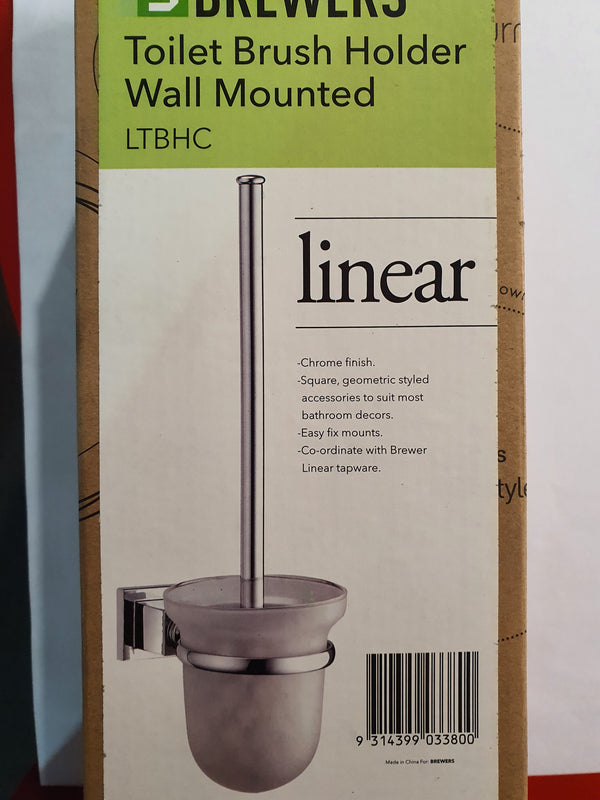 BREWERS
Toilet Brush Holder
Wall Mounted
LTBHC
linear
-Chrome finish.
-Square, geometric styled
accessories to suit most
bathroom decors.
-Easy fix mounts.
-Co-ordinate with Brewer
Linear tapware.
9 314399 033800
Made in China For: BREWERS